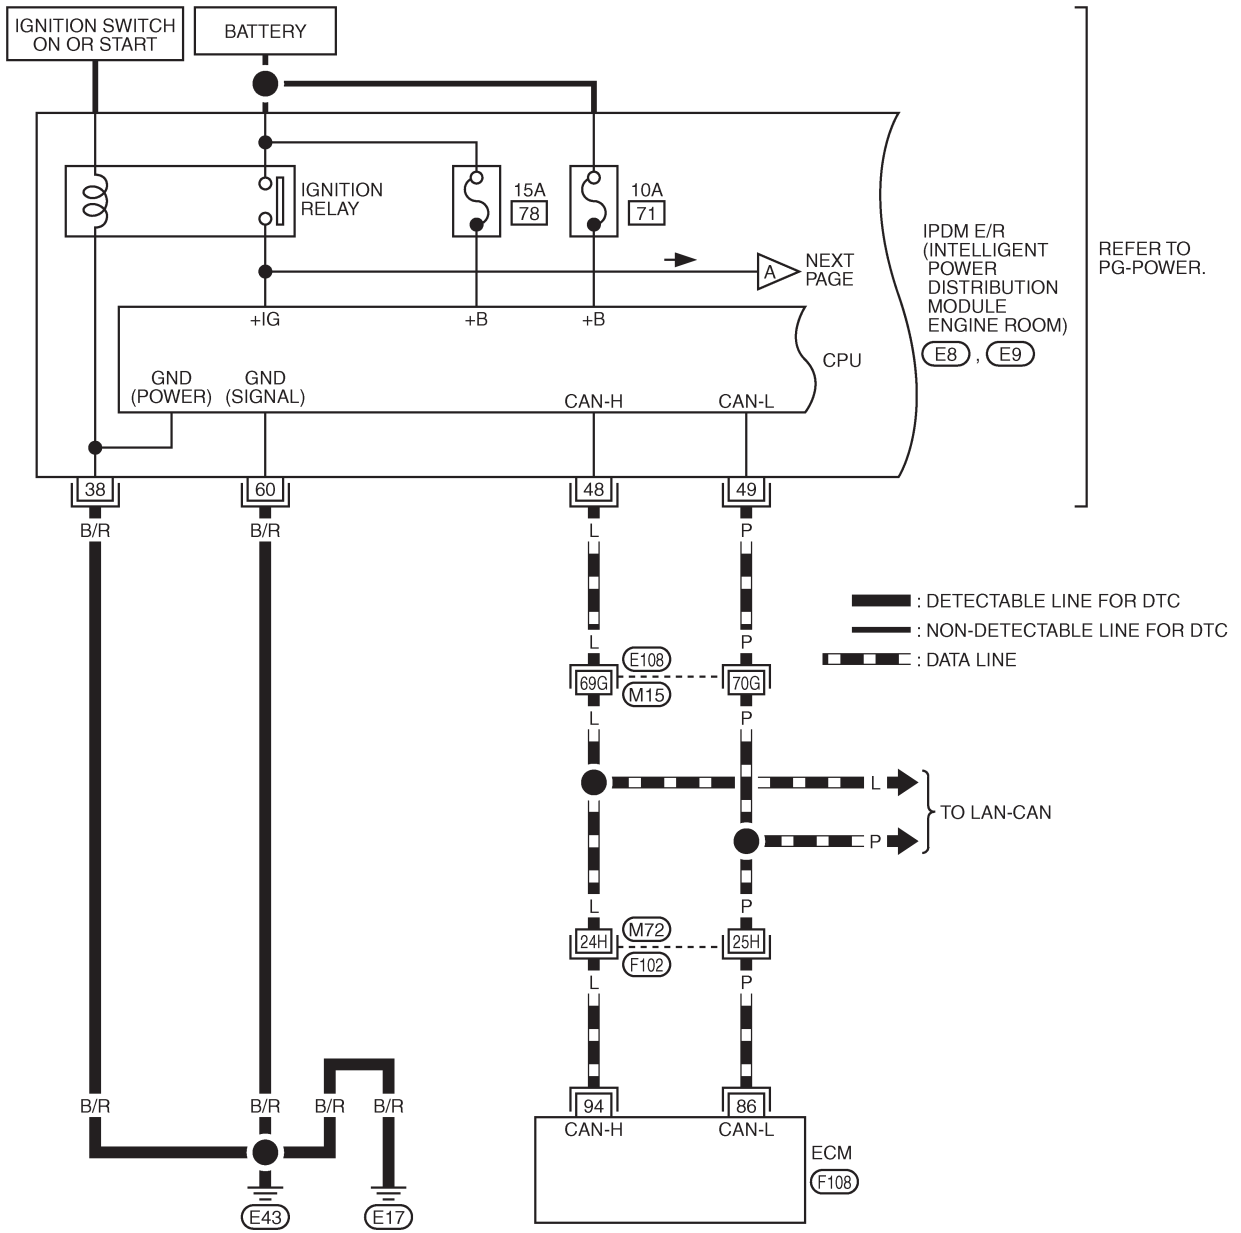 IGNITION SWITCH
ON OR START
BATTERY
IGNITION
RELAY
15A
78
10A
71
A
NEXT
PAGE
IPDM E/R
(INTELLIGENT
POWER
DISTRIBUTION
MODULE
ENGINE ROOM)
E8 , E9
REFER TO
PG-POWER.
+IG
+B
+B
CPU
GND
(POWER)
GND
(SIGNAL)
CAN-H
CAN-L
38
60
48
49
B/R
B/R
L
P
: DETECTABLE LINE FOR DTC
: NON-DETECTABLE LINE FOR DTC
: DATA LINE
L
P
E108
69G
70G
M15
L
P
L
P
TO LAN-CAN
L
P
M72
24H
25H
F102
L
P
B/R
B/R
B/R
B/R
94
86
CAN-H
CAN-L
ECM
F108
E43
E17